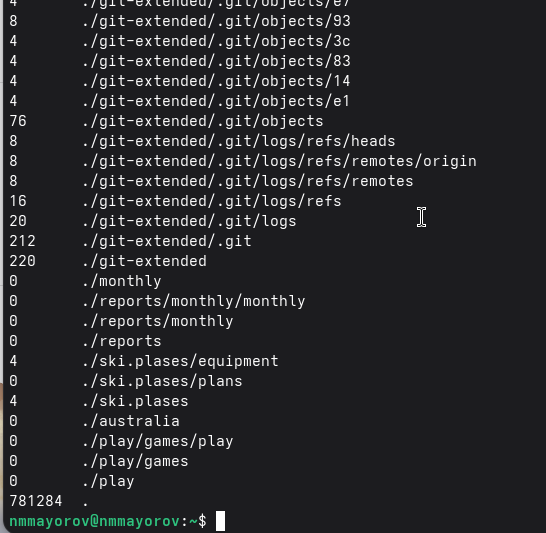 4 ./git-extended/.git/objects/e7
8 ./git-extended/.git/objects/93
4 ./git-extended/.git/objects/3c
4 ./git-extended/.git/objects/83
4 ./git-extended/.git/objects/14
4 ./git-extended/.git/objects/e1
76 ./git-extended/.git/objects
8 ./git-extended/.git/logs/refs/heads
8 ./git-extended/.git/logs/refs/remotes/origin
8 ./git-extended/.git/logs/refs/remotes
16 ./git-extended/.git/logs/refs
20 ./git-extended/.git/logs
212 ./git-extended/.git
220 ./git-extended
0 ./monthly
0 ./reports/monthly/monthly
0 ./reports/monthly
0 ./reports
4 ./ski.plases/equipment
0 ./ski.plases/plans
4 ./ski.plases
0 ./australia
0 ./play/games/play
0 ./play/games
0 ./play
781284 .
nmmayorov@nmmayorov:~$